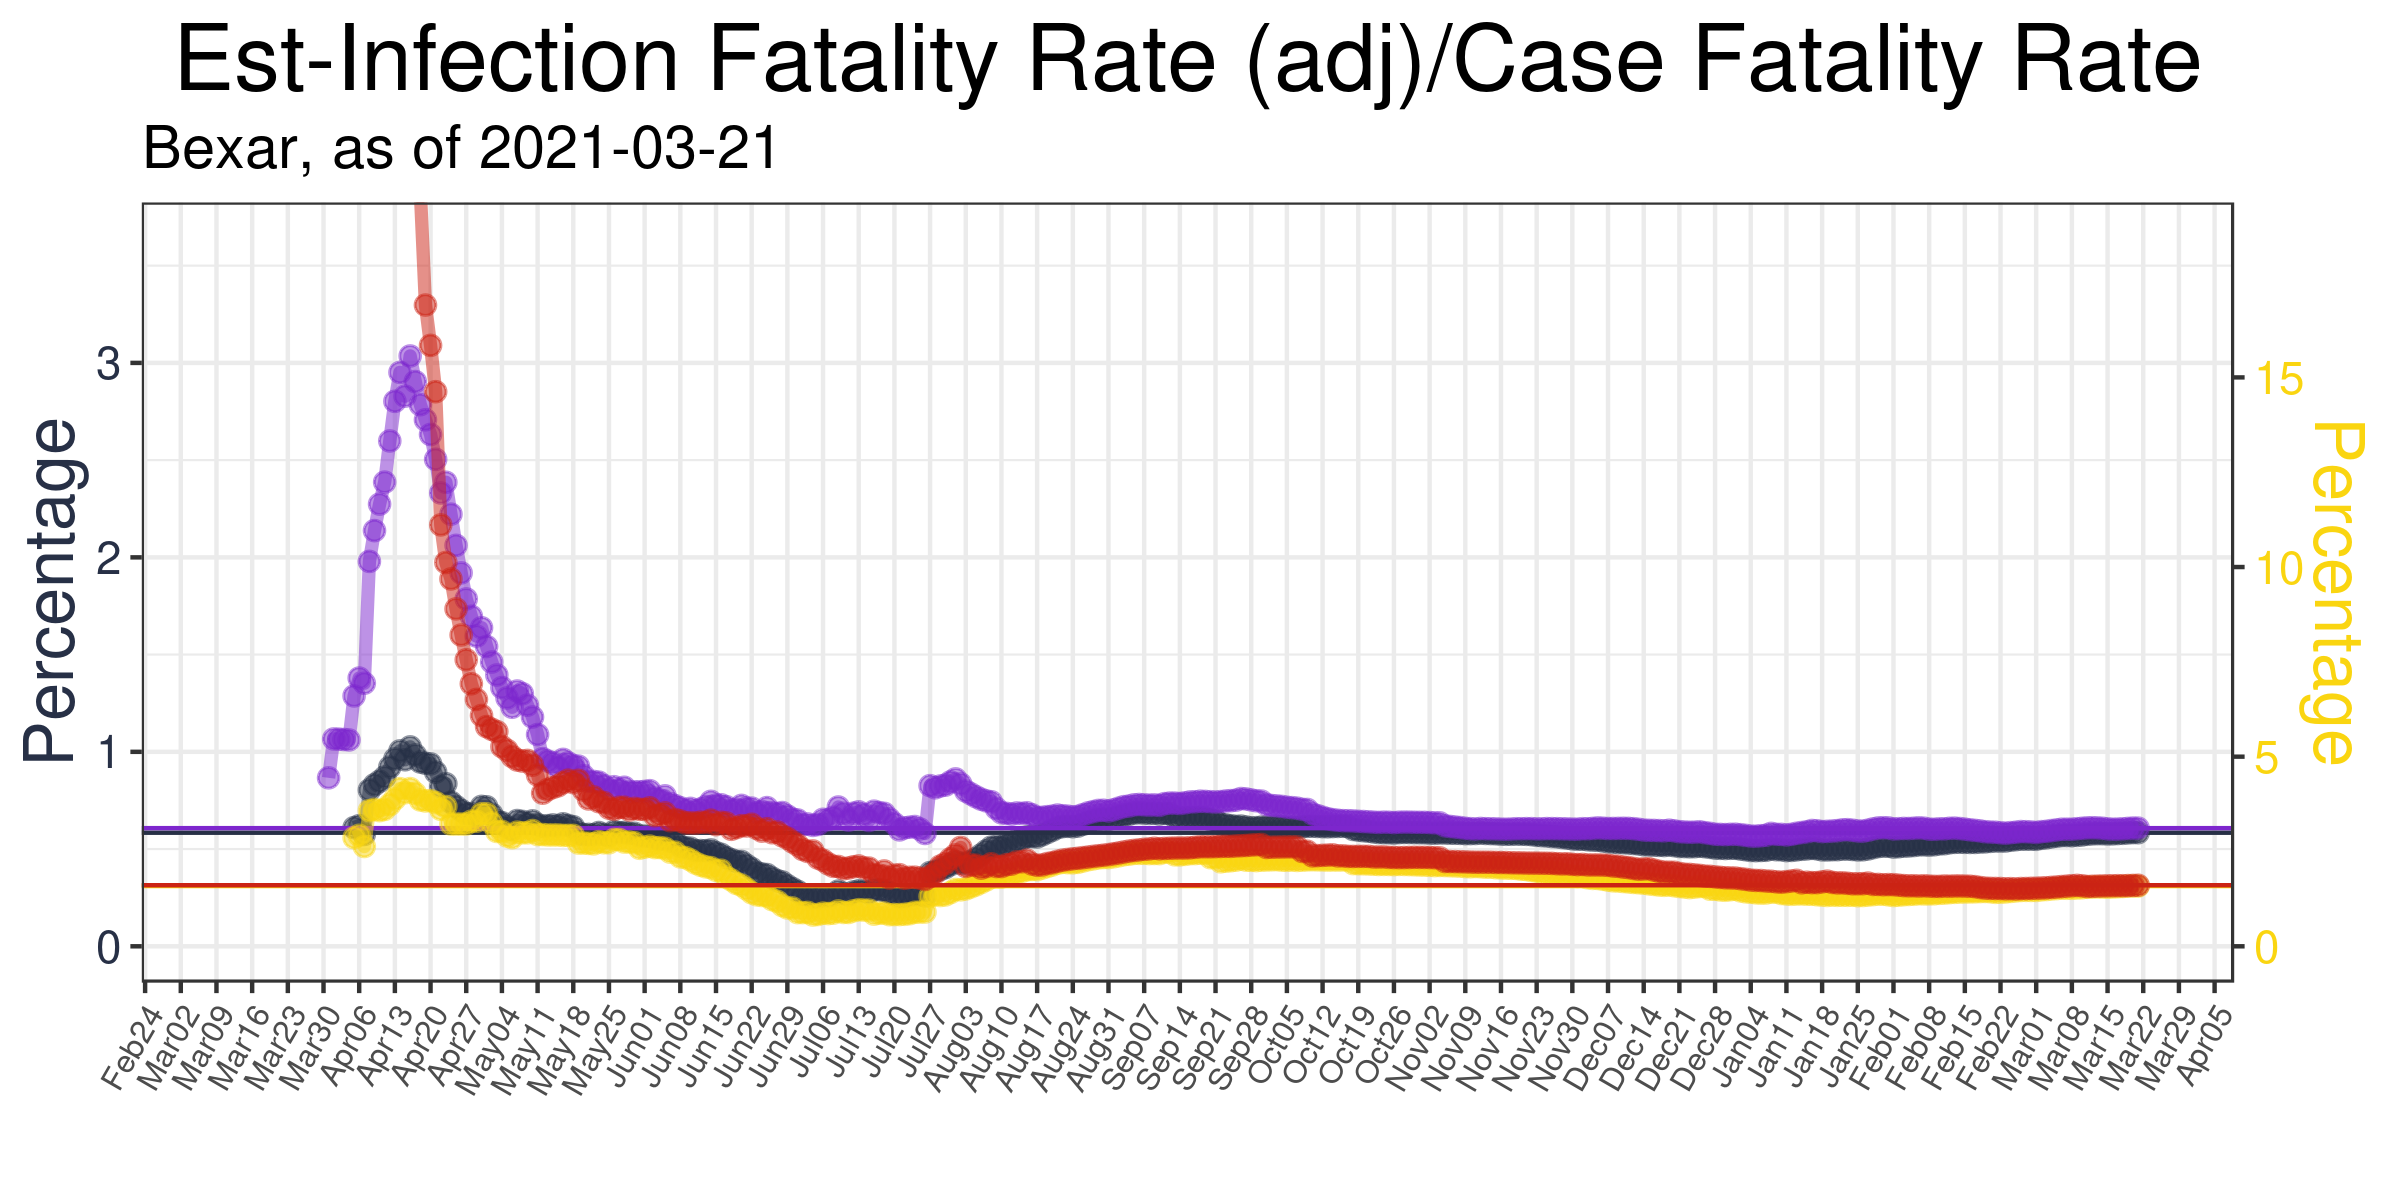 Est-Infection Fatality Rate (adj)/Case Fatality Rate
Bexar, as of 2021-03-21
Percentage
3
2
1
0
15
10
5
0
Percentage
Feb24
Mar02
Mar09
Mar16
Mar23
Mar30
Apr06
Apr13
Apr20
Apr27
May04
May11
May18
May25
Jun01
Jun08
Jun15
Jun22
Jun29
Jul06
Jul13
Jul20
Jul27
Aug03
Aug10
Aug17
Aug24
Aug31
Sep07
Sep14
Sep21
Sep28
Oct05
Oct12
Oct19
Oct26
Nov02
Nov09
Nov16
Nov23
Nov30
Dec07
Dec14
Dec21
Dec28
Jan04
Jan11
Jan18
Jan25
Feb01
Feb08
Feb15
Feb22
Mar01
Mar08
Mar15
Mar22
Mar29
Apr05